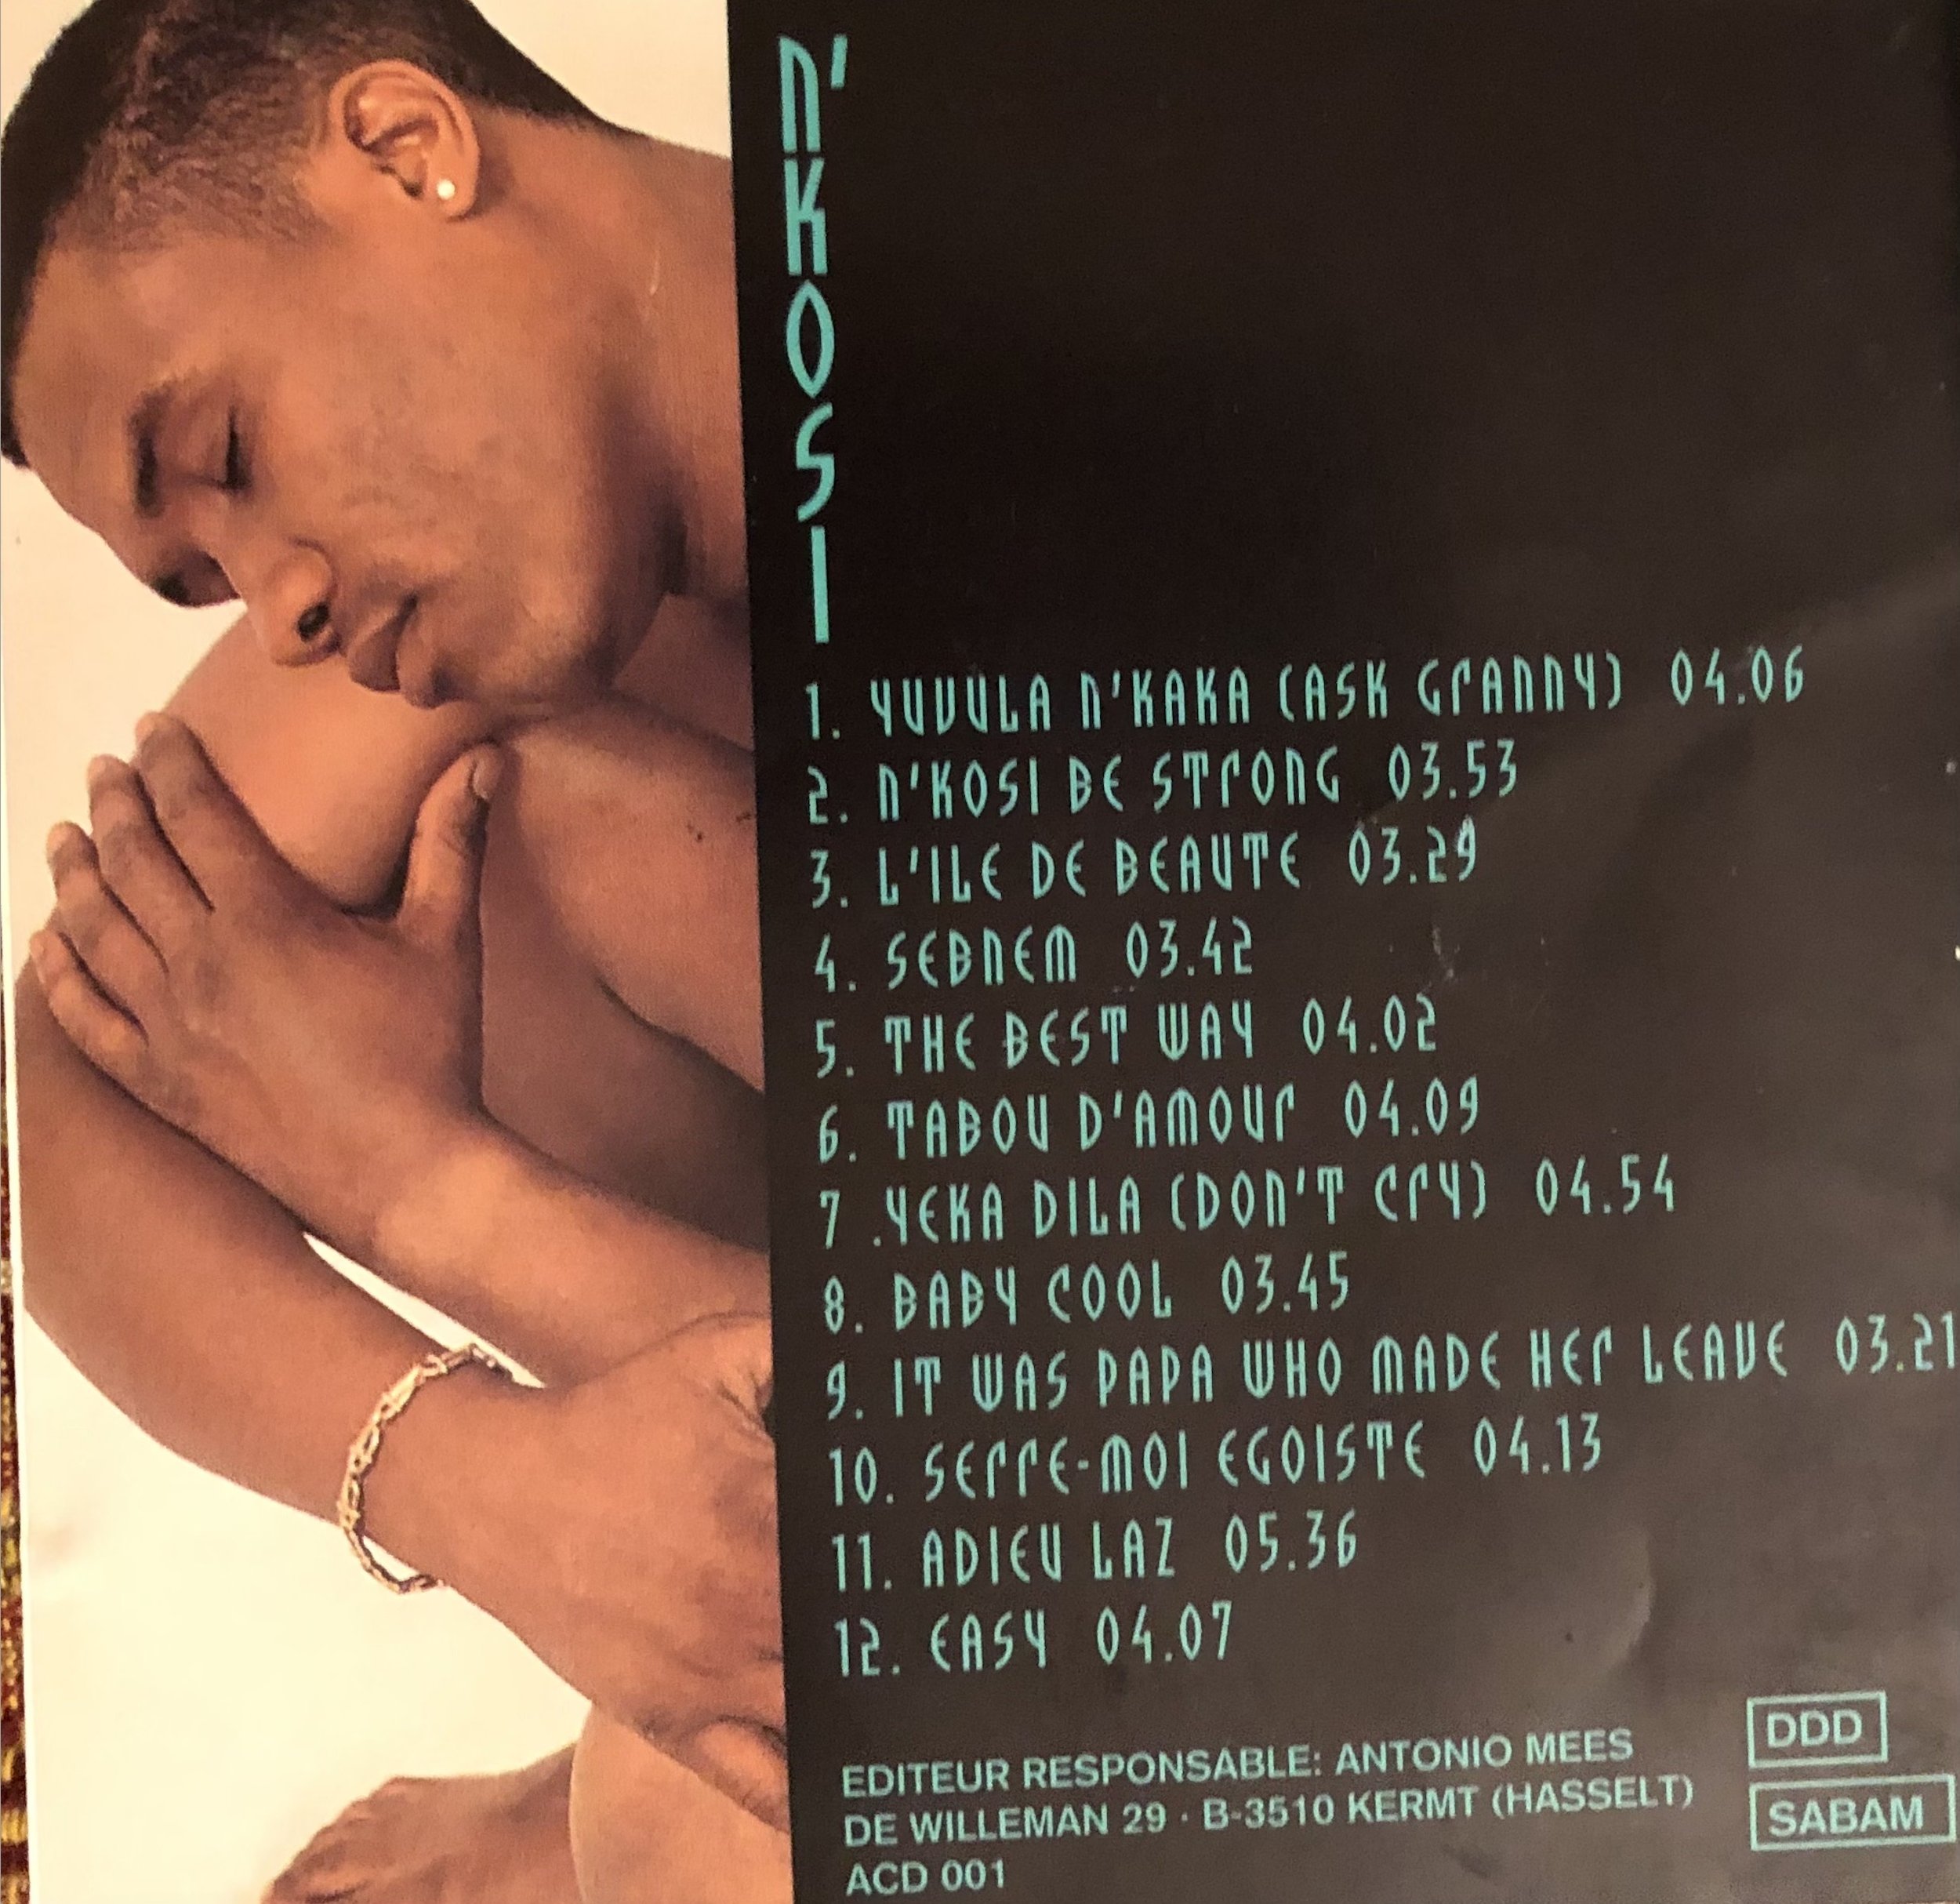 N'KOSI
1. YUVULA N'KAKA (ASK GRANNY) 04.06
2. N'KOSI BE STRONG 03.53
3. L'ILE DE BEAUTE 03.29
4. SEBNEM 03.42
5. THE BEST WAY 04.02
6. TABOU D'AMOUR 04.09
7 .YEKA DILA (DON'T CRY) 04.54
8. BABY COOL 03.45
9. IT WAS PAPA WHO MADE HER LEAVE 03.21
10. SERRE-MOI EGOISTE 04.13
11. ADIEU LAZ 05.36
12. EASY 04.07
EDITEUR RESPONSABLE: ANTONIO MEES
DE WILLEMAN 29 · B-3510 KERMT (HASSELT)
ACD 001
DDD
SABAM